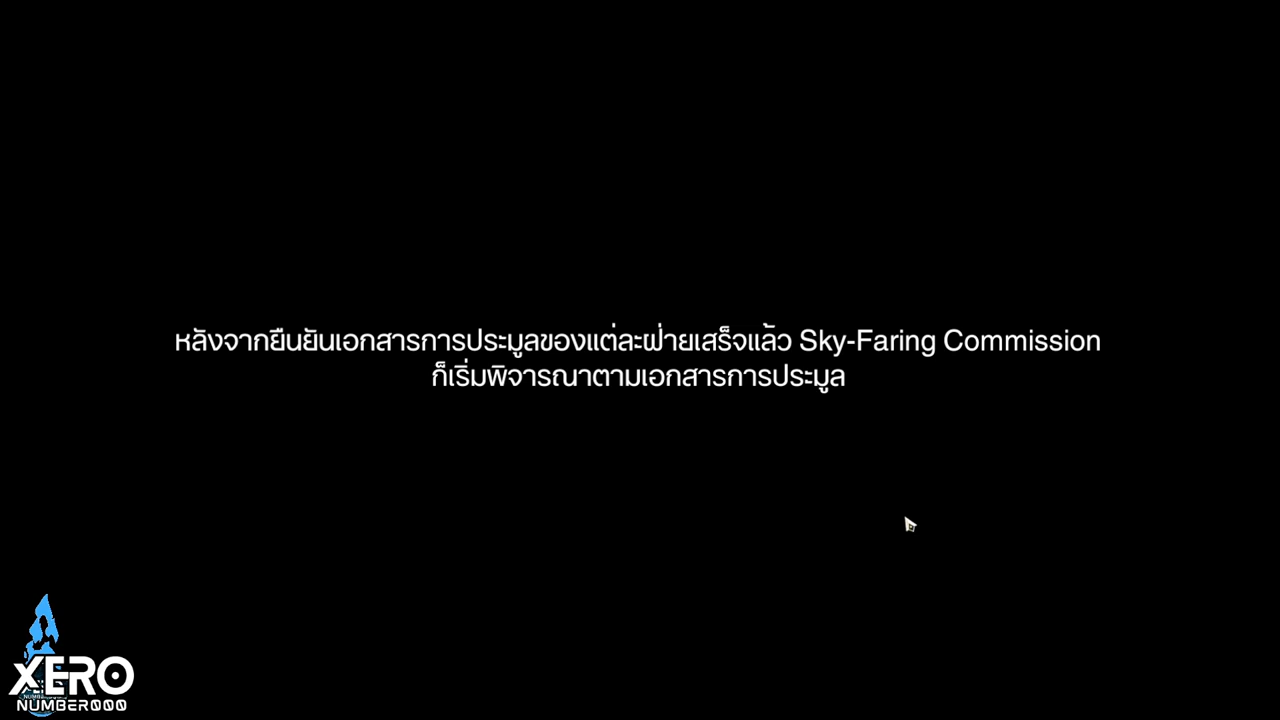 หลังจากยืนยันเอกสารการประมูลของแต่ละฝ่ายเสร็จแล้ว Sky-Faring Commission
ก็เริ่มพิจารณาตามเอกสารการประมูล
XERO
NUMBER000